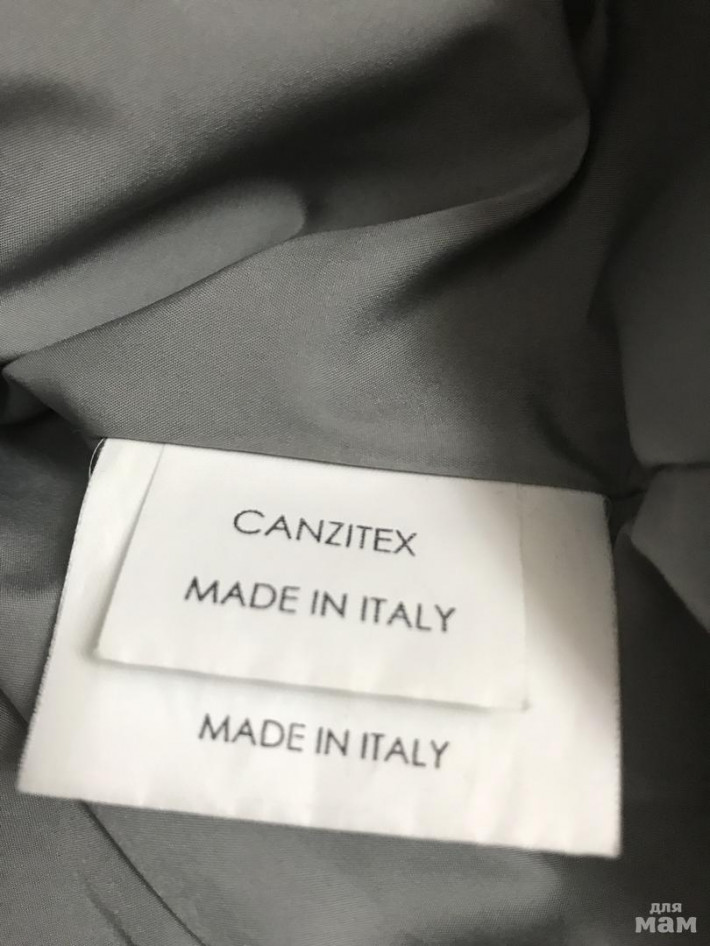 CANZITEX
MADE IN ITALY
MADE IN ITALY
для
мам